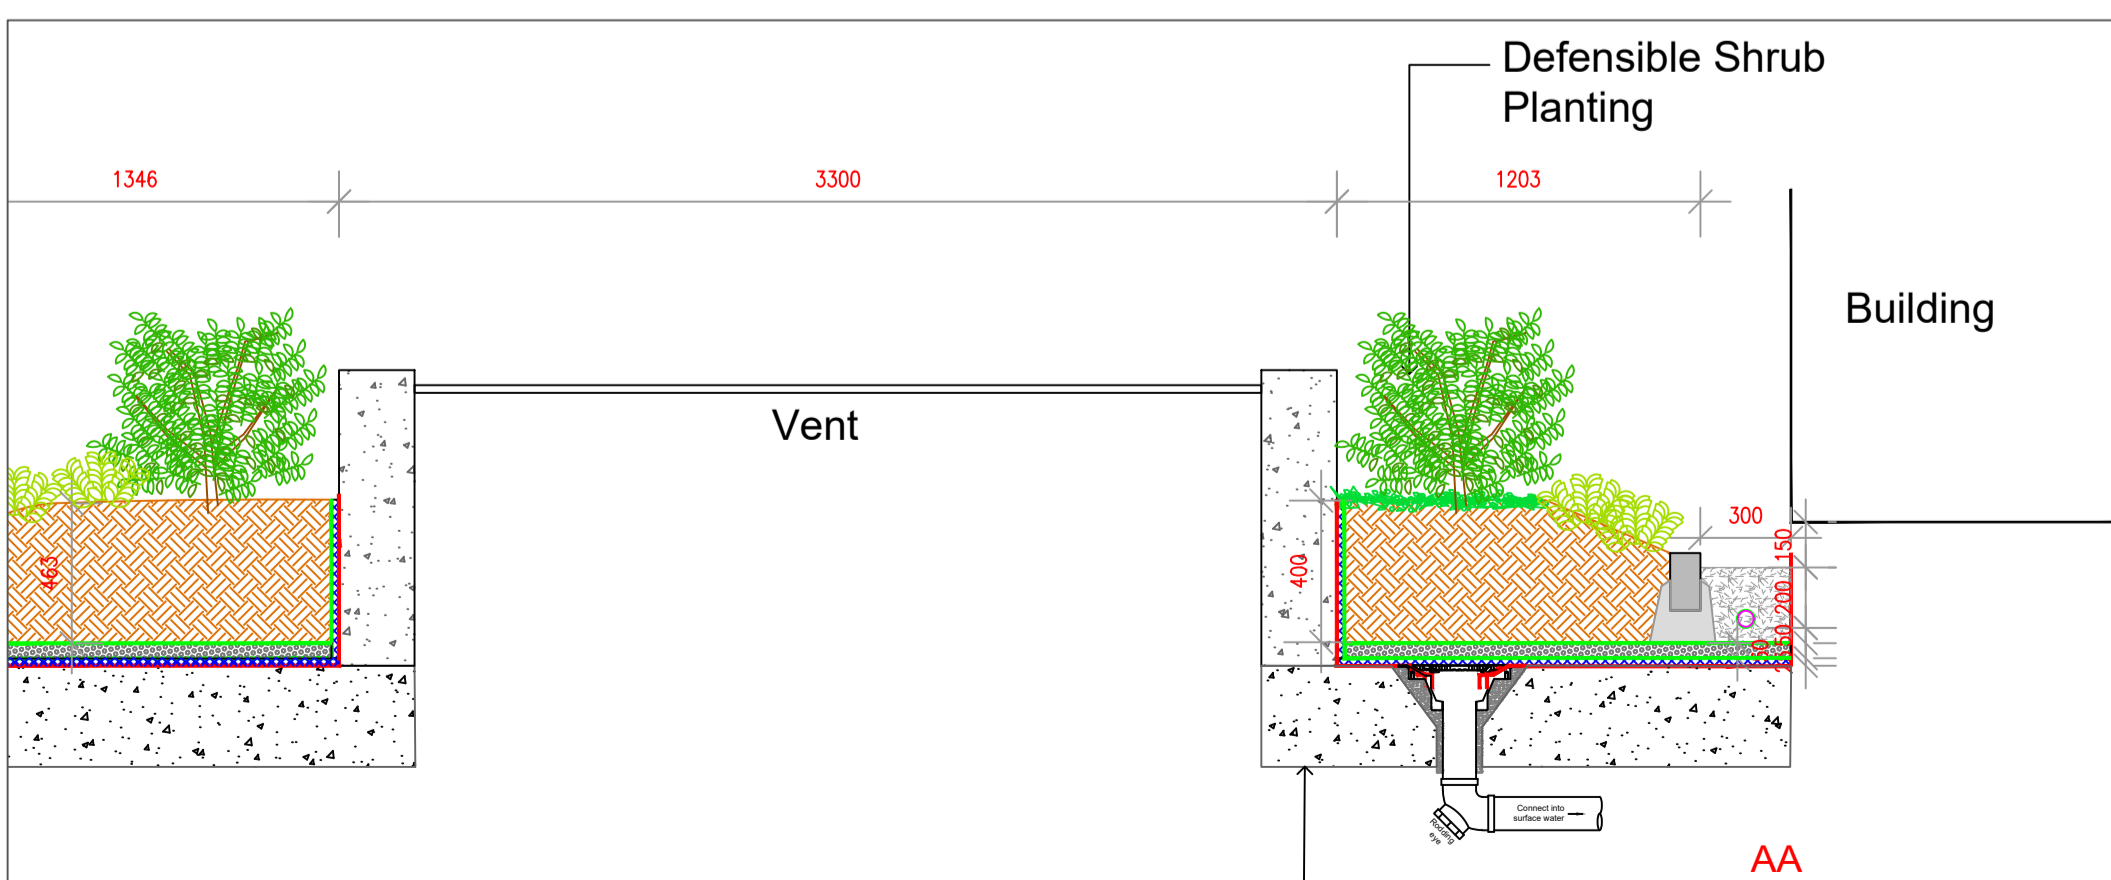 Defensible Shrub
Planting
1346
3300
1203
Building
Vent
300
150
463
400
200
150
Connect into
surface water
Rodding
eye
AA